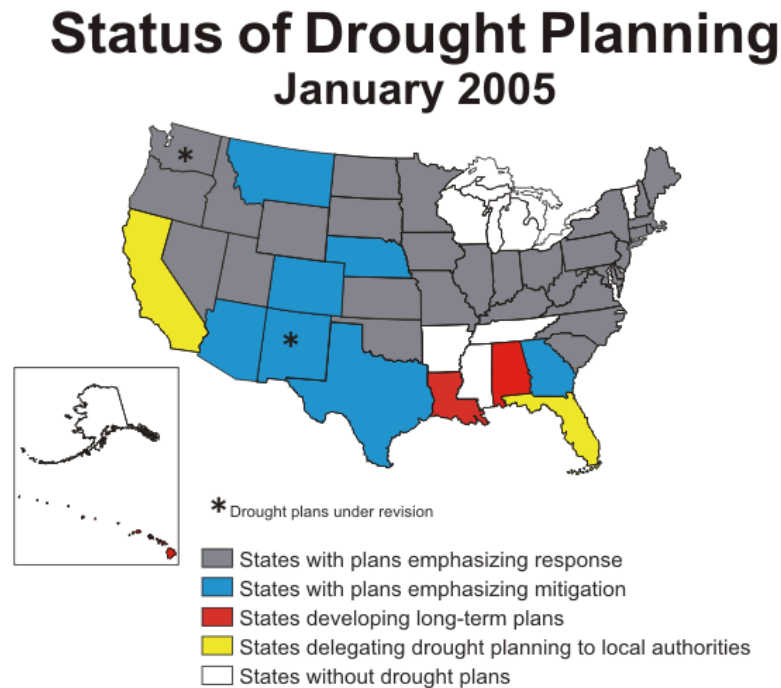 Status of Drought Planning
January 2005
*
*
* Drought plans under revision
States with plans emphasizing response
States with plans emphasizing mitigation
States developing long-term plans
States delegating drought planning to local authorities
States without drought plans